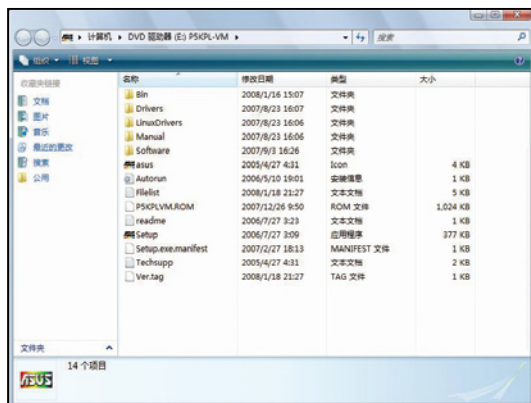 计算机 ▸ DVD 驱动器 (E:) P5KPL-VM ▸ 搜索
组织 视图
收藏夹链接
文档
图片
音乐
最近的更改
搜索
公用
文件夹
名称 修改日期 类型 大小
Bin 2008/1/16 15:07 文件夹
Drivers 2007/8/23 16:07 文件夹
LinuxDrivers 2007/8/23 16:06 文件夹
Manual 2007/8/23 16:06 文件夹
Software 2007/9/3 16:26 文件夹
asus 2005/4/27 4:31 Icon 4 KB
Autorun 2006/5/10 19:01 安装信息 1 KB
Filelist 2008/1/18 21:27 文本文档 5 KB
P5KPLVM.ROM 2007/12/26 9:50 ROM 文件 1,024 KB
readme 2006/7/27 3:23 文本文档 1 KB
Setup 2006/7/27 3:09 应用程序 377 KB
Setup.exe.manifest 2007/2/27 18:13 MANIFEST 文件 1 KB
Techsupp 2005/4/27 4:31 文本文档 2 KB
Ver.tag 2008/1/18 21:27 TAG 文件 1 KB
14 个项目
ASUS